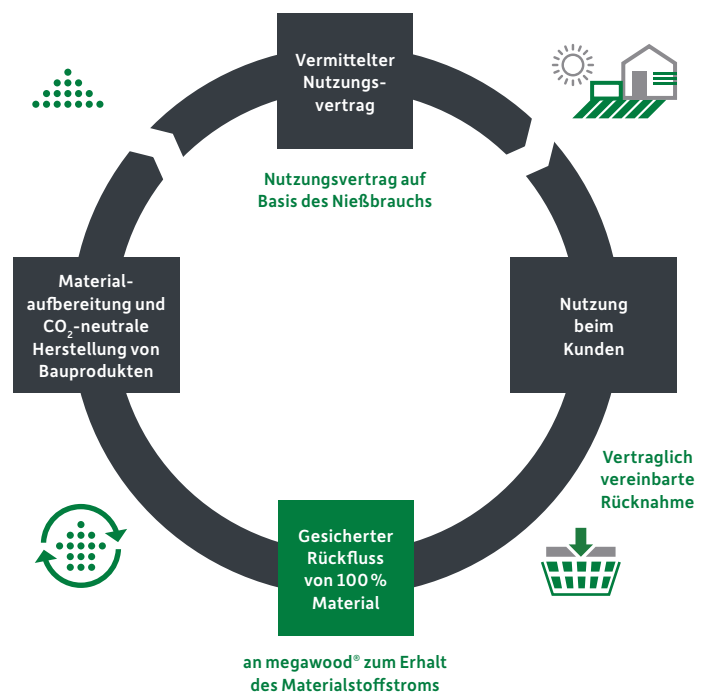 Vermittelter
Nutzungs-
vertrag
Nutzungsvertrag auf
Basis des Nießbrauchs
Nutzung
beim
Kunden
Vertraglich
vereinbarte
Rücknahme
Gesicherter
Rückfluss
von 100 %
Material
an megawood® zum Erhalt
des Materialstoffstroms
Material-
aufbereitung und
CO₂-neutrale
Herstellung von
Bauprodukten